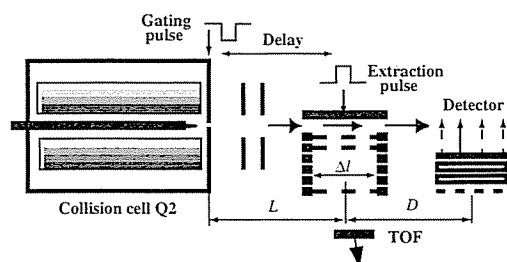 Gating
pulse
Delay
Extraction
pulse
Detector
Δl
Collision cell Q2
L
D
TOF